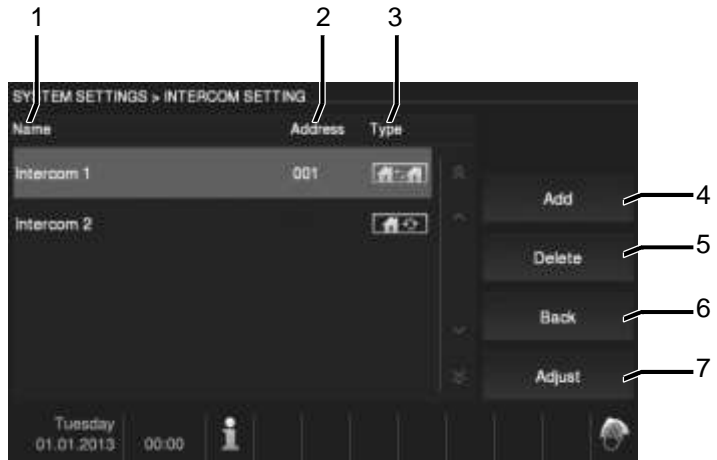 1 2 3
SYSTEM SETTINGS > INTERCOM SETTING
Name Address Type
Intercom 1 001
Intercom 2
Add 4
Delete 5
Back 6
Adjust 7
Tuesday
01.01.2013 00:00